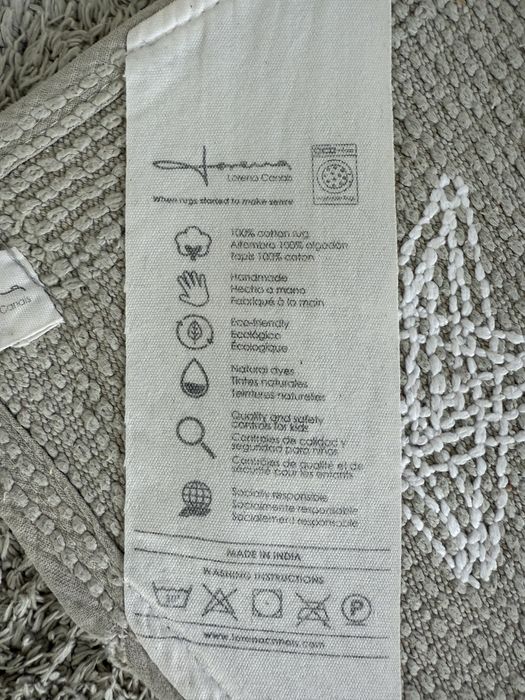 Lorena
Lorena Canals
When rugs started to make sense
100% cotton rug
Alfombra 100% algodón
Tapis 100% coton
Handmade
Hecho a mano
Fabriqué à la main
Eco-friendly
Ecológico
Écologique
Natural dyes
Tintes naturales
Teintures naturelles
Quality and safety
controls for kids
Controles de calidad y
seguridad para niños
Contrôles de qualité et de
sécurité pour les enfants
Socially responsible
Socialmente responsable
Socialement responsable
MADE IN INDIA
WASHING INSTRUCTIONS
30°
P
www.lorenacanals.com
Canals